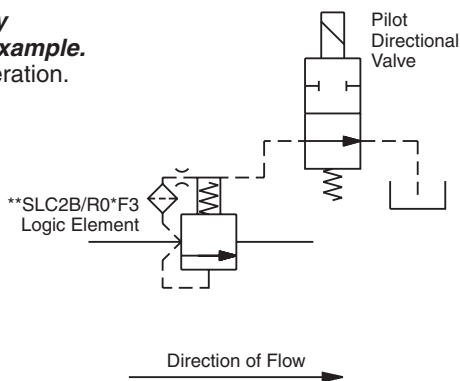 y
xample.
eration.
Pilot
Directional
Valve
**SLC2B/R0*F3
Logic Element
Direction of Flow